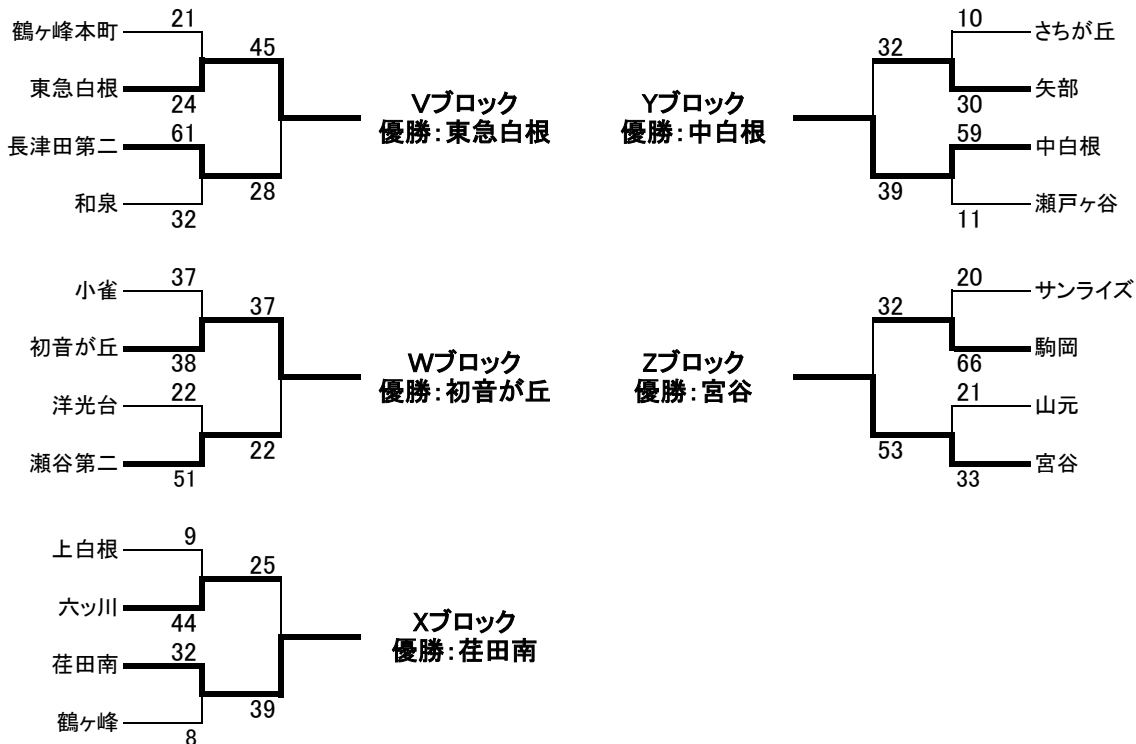 21
鶴ヶ峰本町
45
東急白根
24
Vブロック
優勝：東急白根
61
長津田第二
28
和泉
32
10
さちが丘
32
矢部
30
Yブロック
優勝：中白根
59
中白根
39
瀬戸ヶ谷
11
37
小雀
37
初音が丘
38
Wブロック
優勝：初音が丘
22
洋光台
22
瀬谷第二
51
20
サンライズ
32
駒岡
66
Zブロック
優勝：宮谷
21
山元
53
宮谷
33
9
上白根
25
六ッ川
44
Xブロック
優勝：荏田南
32
荏田南
39
鶴ヶ峰
8